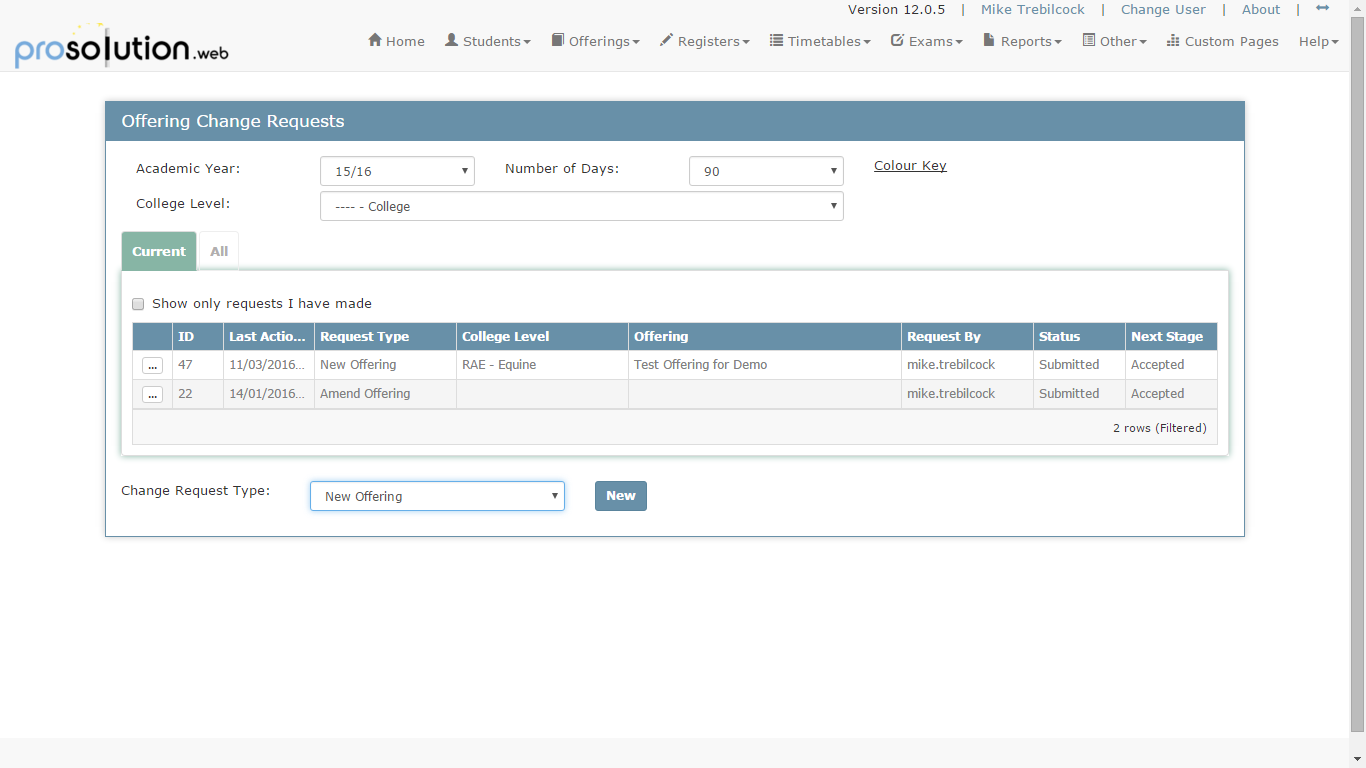 Version 12.0.5 | Mike Trebilcock | Change User | About |
prosolution.web
Home Students Offerings Registers Timetables Exams Reports Other Custom Pages Help
Offering Change Requests
Academic Year: 15/16 Number of Days: 90 Colour Key
College Level: ---- - College
Current All
Show only requests I have made
ID Last Actio... Request Type College Level Offering Request By Status Next Stage
... 47 11/03/2016... New Offering RAE - Equine Test Offering for Demo mike.trebilcock Submitted Accepted
... 22 14/01/2016... Amend Offering mike.trebilcock Submitted Accepted
2 rows (Filtered)
Change Request Type: New Offering New